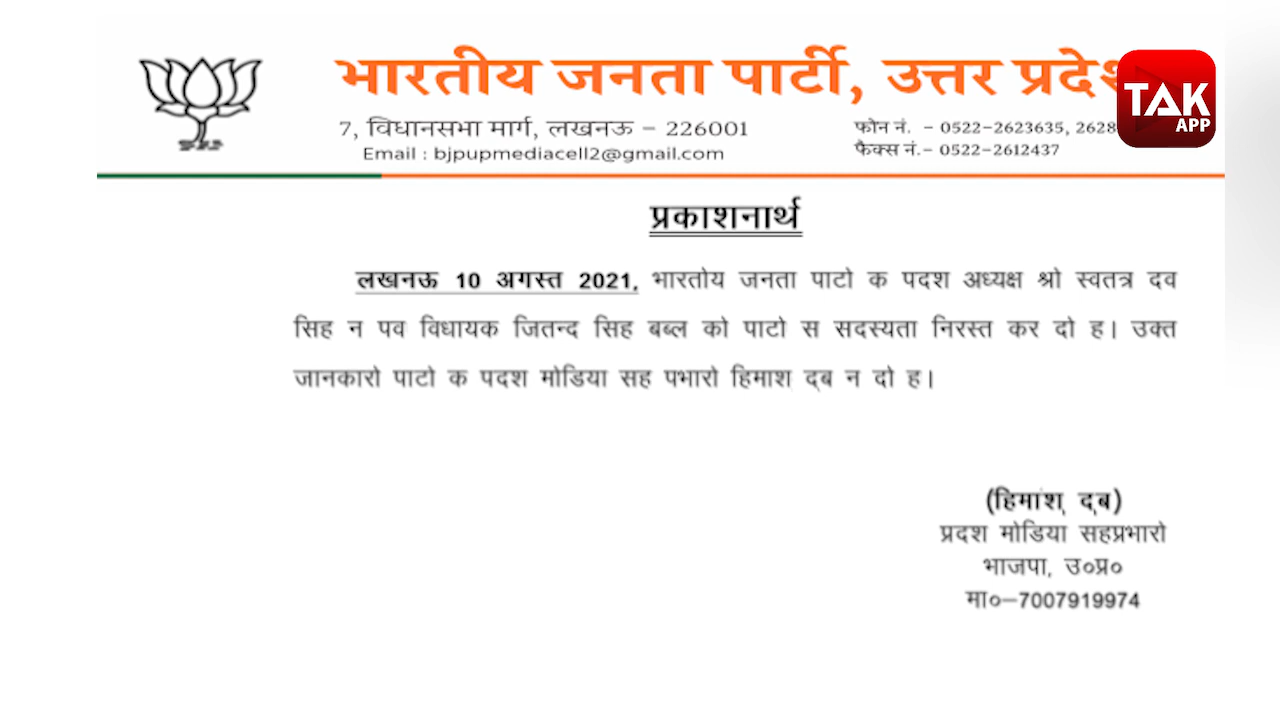 भारतीय जनता पार्टी, उत्तर प्रदेश
TAK
APP
7, विधानसभा मार्ग, लखनऊ – 226001
फोन नं. – 0522–2623635, 2628
Email : bjpupmediacell2@gmail.com
फैक्स नं.– 0522–2612437
प्रकाशनार्थ
लखनऊ 10 अगस्त 2021, भारतोय जनता पाटो क पदश अध्यक्ष श्रो स्वतत्र दव
सिह न पव विधायक जितन्द सिह बब्ल को पाटो स सदस्यता निरस्त कर दो ह। उक्त
जानकारो पाटो क पदश मोडिया सह पभारो हिमाश दब न दो ह।
(हिमांश दब)
प्रदश मोडिया सहप्रभारो
भाजपा, उ०प्र०
मा०–7007919974